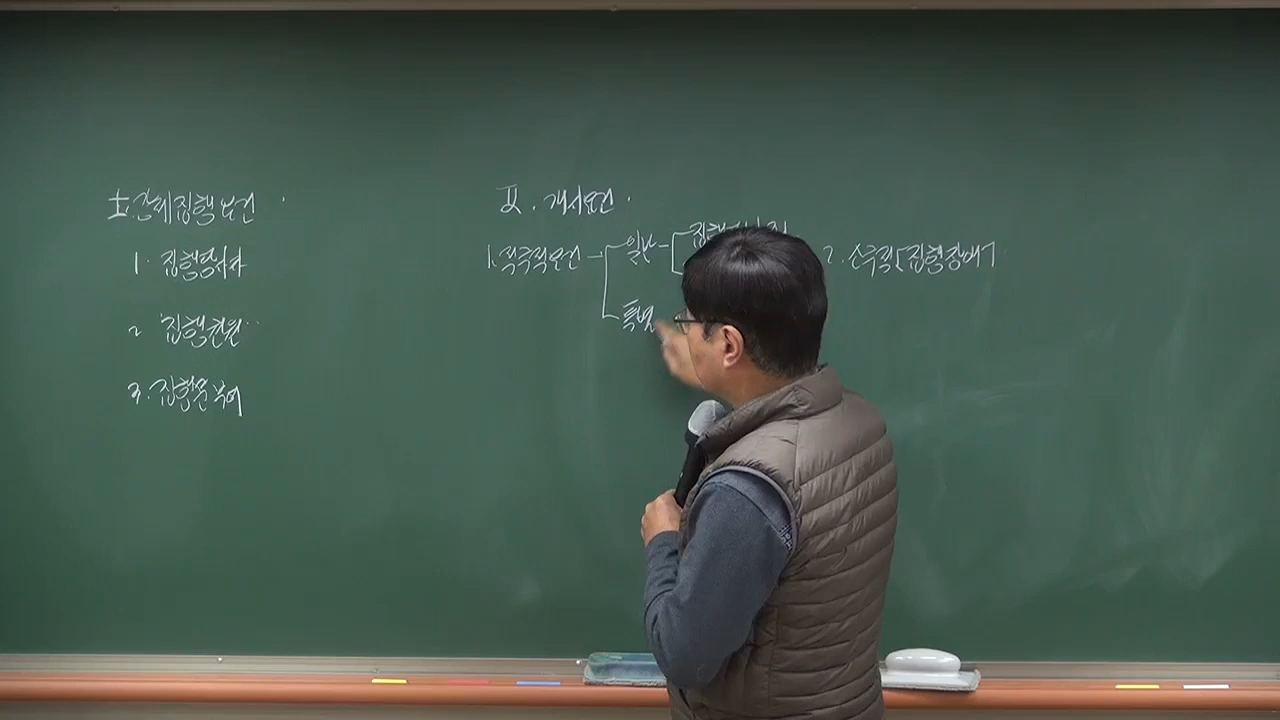 I. 강제집행요건
1. 집행당사자
2. 집행권원
3. 집행문 부여
II. 개시요건
1. 적극적요건 일반 집행
특별
2. 소극적 집행장애